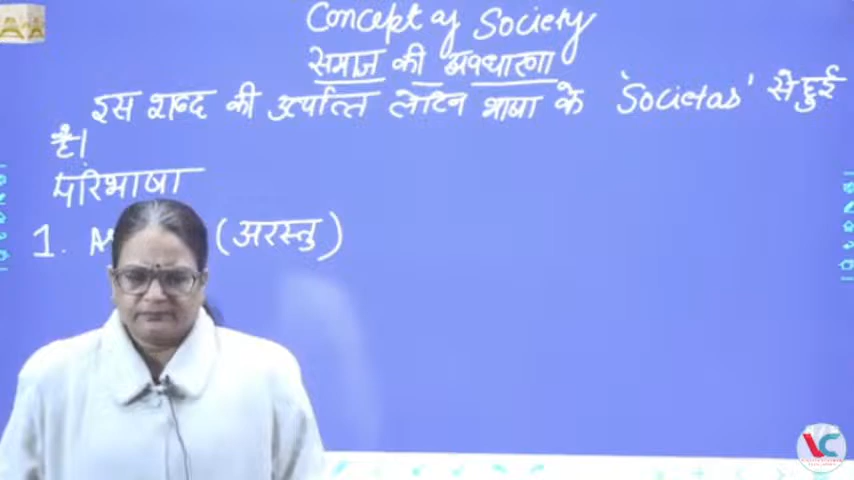 Concept of Society
समाज की अवधारणा
इस शब्द की उत्पत्ति लेटिन भाषा के 'Societas' से हुई
है।
परिभाषा
1. (अरस्तु)